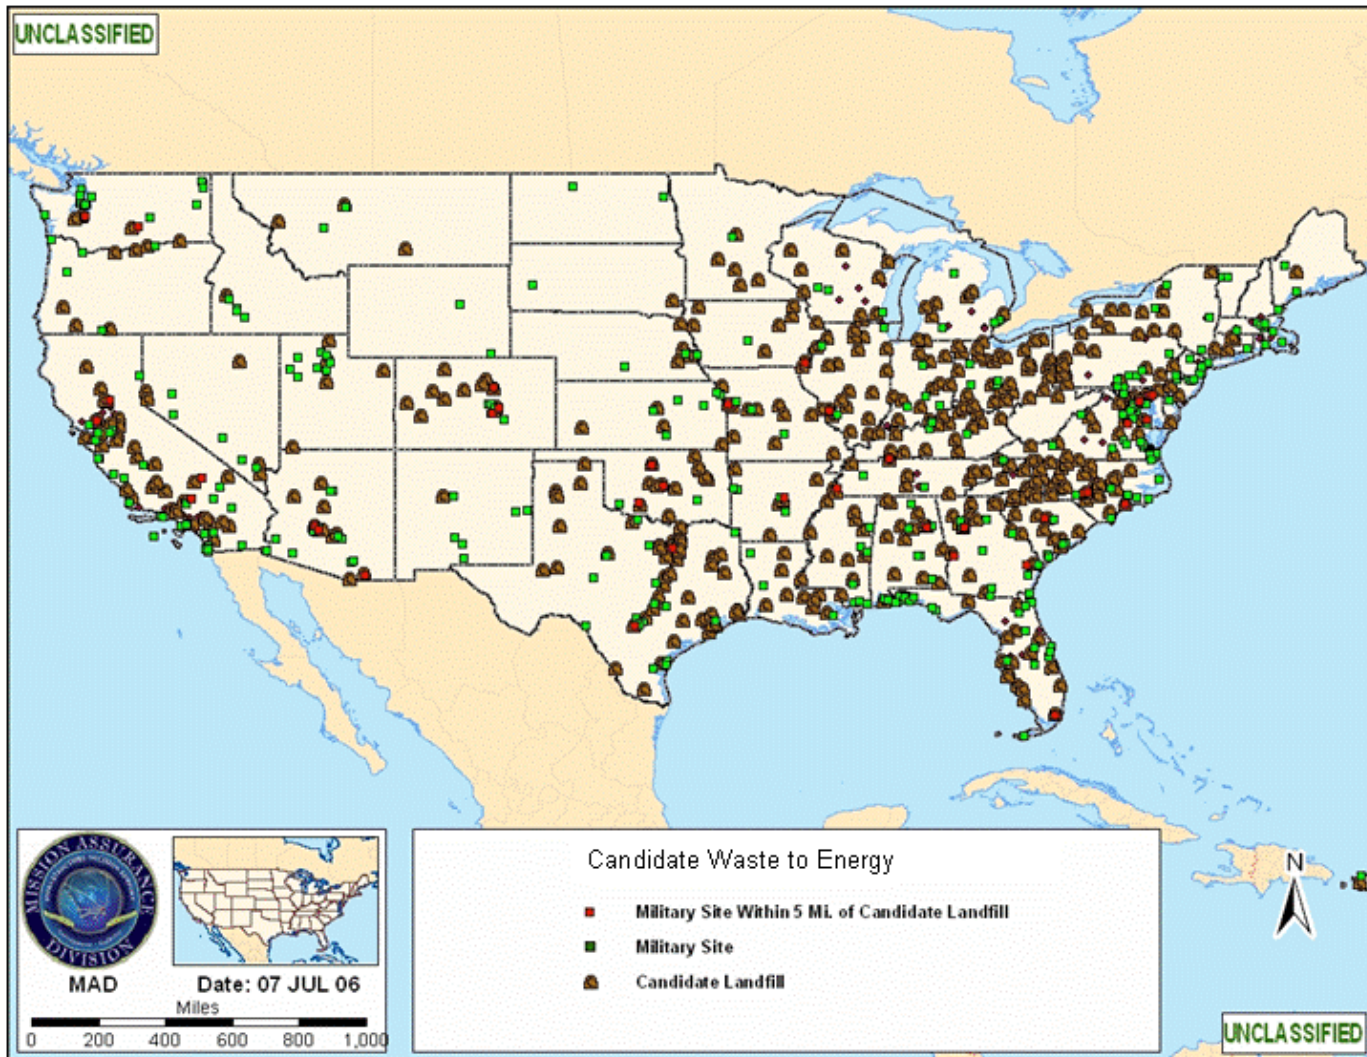 UNCLASSIFIED
MISSION ASSURANCE
DIVISION
MAD
Date: 07 JUL 06
Miles
0 200 400 600 800 1,000
Candidate Waste to Energy
Military Site Within 5 Mi. of Candidate Landfill
Military Site
Candidate Landfill
N
UNCLASSIFIED